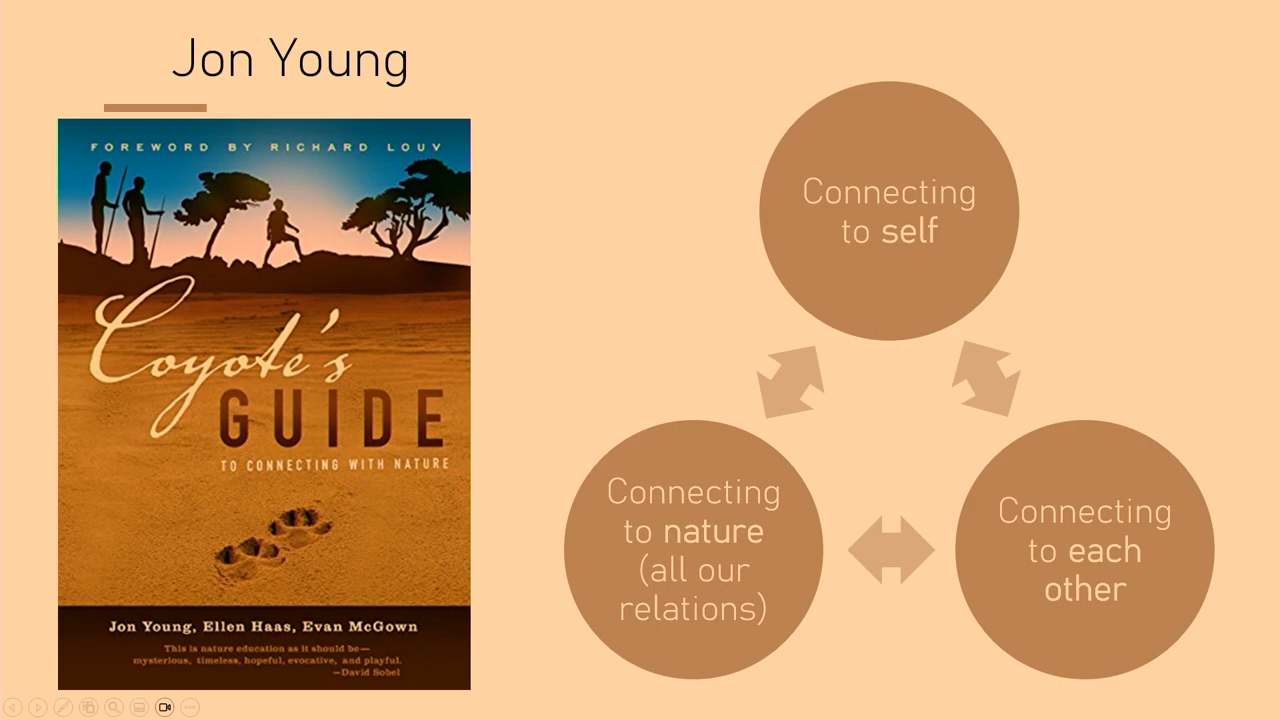 Jon Young
FOREWORD BY RICHARD LOUV
Coyote's
GUIDE
TO CONNECTING WITH NATURE
Jon Young, Ellen Haas, Evan McGown
This is nature education as it should be—
mysterious, timeless, hopeful, evocative, and playful.
—David Sobel
Connecting
to self
Connecting
to nature
(all our
relations)
Connecting
to each
other